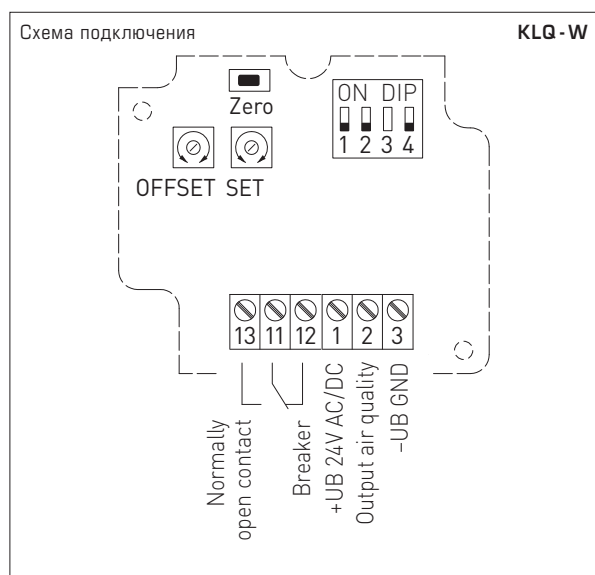 Схема подключения
KLQ-W
Zero
ON DIP
1 2 3 4
OFFSET SET
13 11 12 1 2 3
Normally
open contact
Breaker
+UB 24V AC/DC
Output air quality
-UB GND